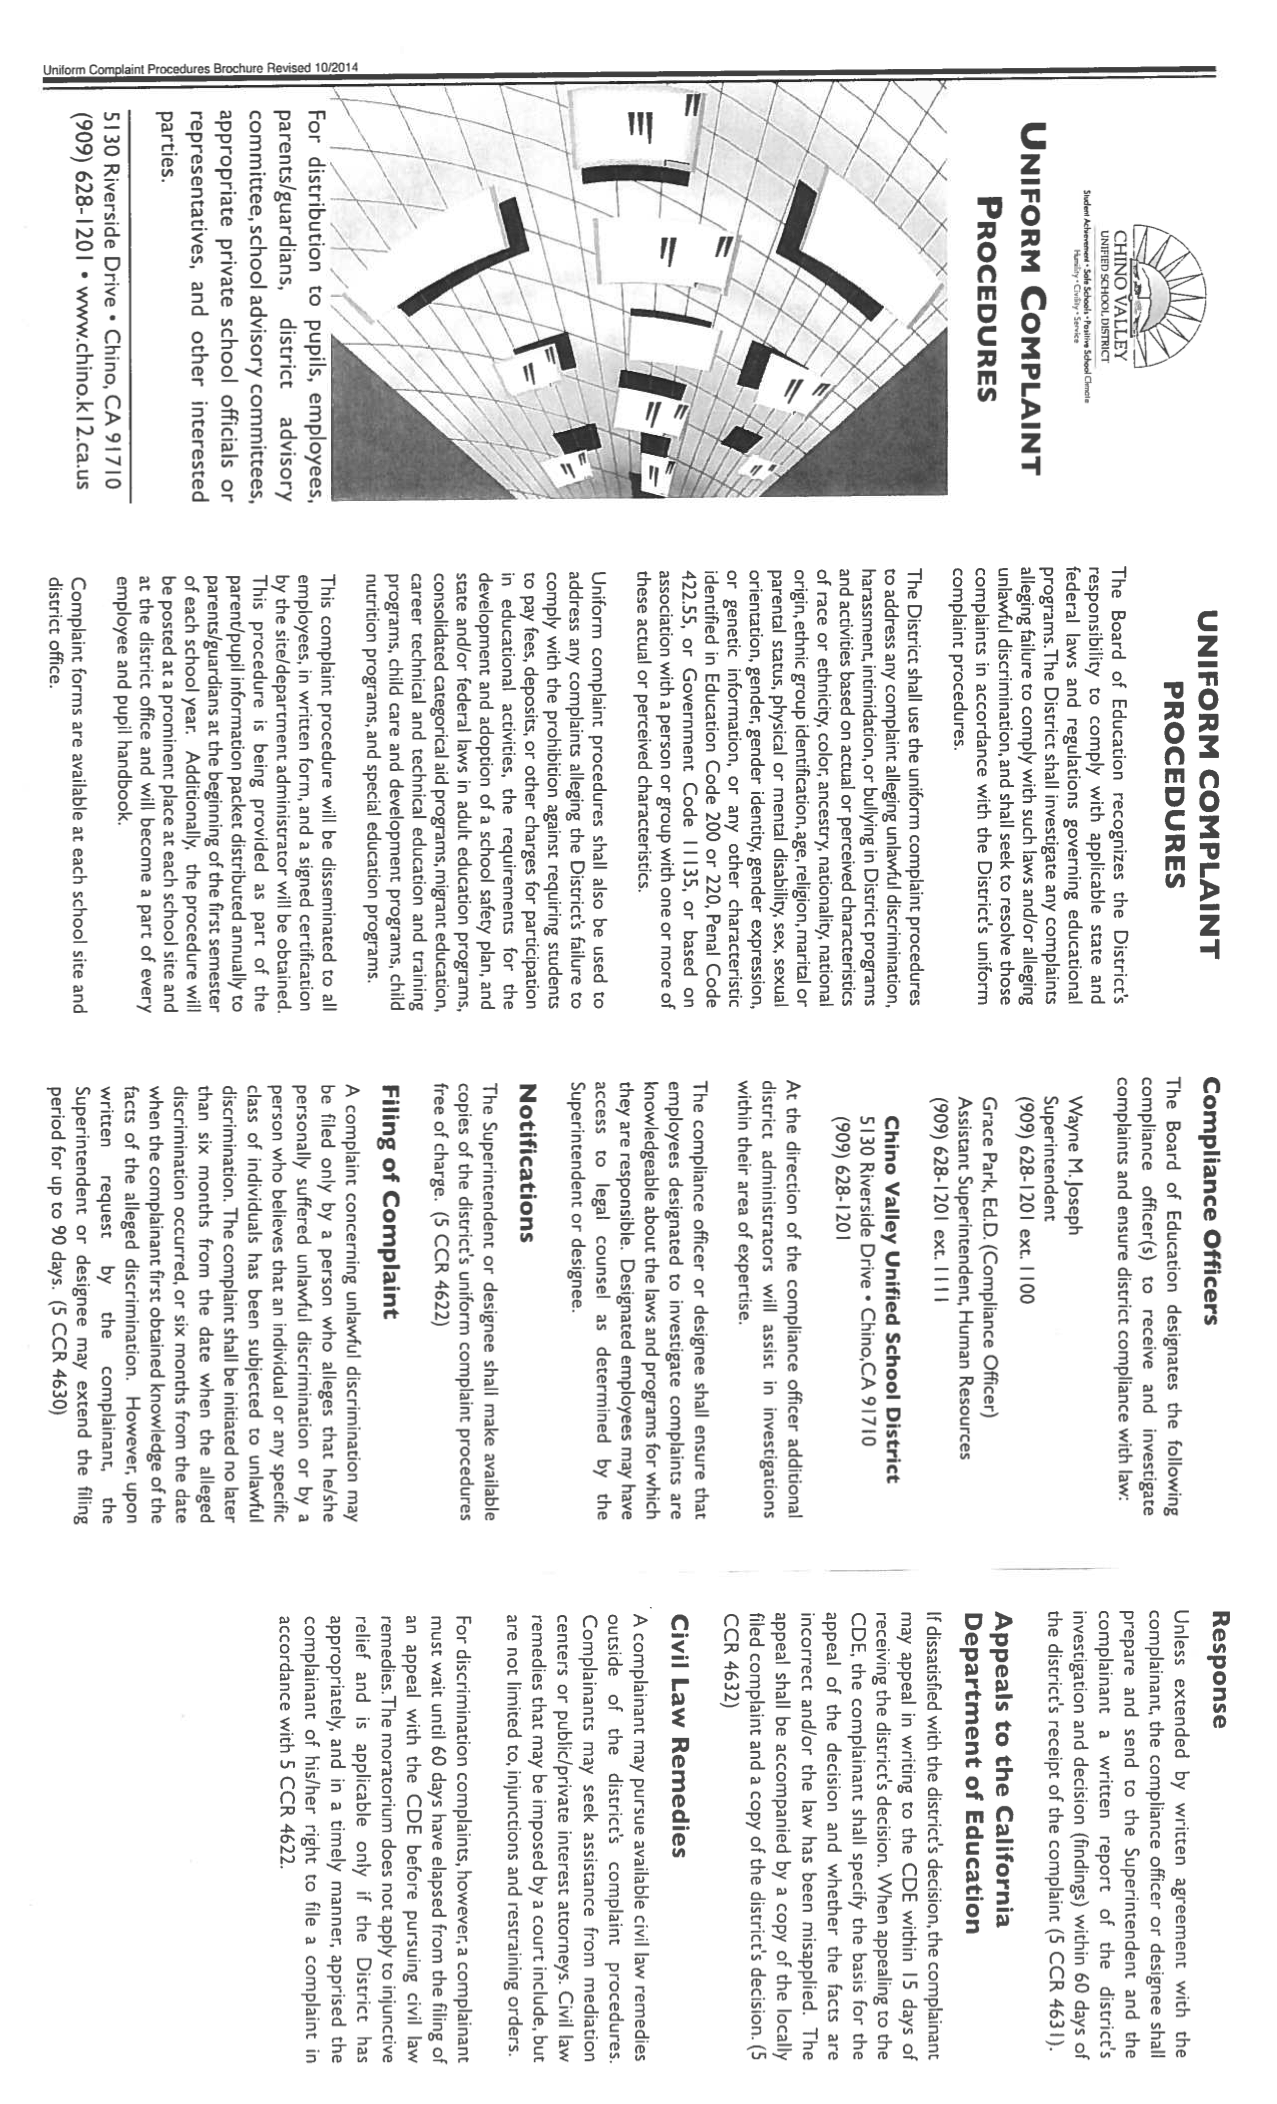 CHINO VALLEY
UNIFIED SCHOOL DISTRICT
Student Achievement • Safe Schools • Positive School Climate
Humility • Civility • Service
UNIFORM COMPLAINT
PROCEDURES
For distribution to pupils, employees,
parents/guardians, district advisory
committee, school advisory committees,
appropriate private school officials or
representatives, and other interested
parties.
5130 Riverside Drive • Chino, CA 91710
(909) 628-1201 • www.chino.k12.ca.us
Uniform Complaint Procedures Brochure Revised 10/2014
UNIFORM COMPLAINT
PROCEDURES
The Board of Education recognizes the District's
responsibility to comply with applicable state and
federal laws and regulations governing educational
programs. The District shall investigate any complaints
alleging failure to comply with such laws and/or alleging
unlawful discrimination, and shall seek to resolve those
complaints in accordance with the District's uniform
complaint procedures.
The District shall use the uniform complaint procedures
to address any complaint alleging unlawful discrimination,
harassment, intimidation, or bullying in District programs
and activities based on actual or perceived characteristics
of race or ethnicity, color, ancestry, nationality, national
origin, ethnic group identification, age, religion, marital or
parental status, physical or mental disability, sex, sexual
orientation, gender, gender identity, gender expression,
or genetic information, or any other characteristic
identified in Education Code 200 or 220, Penal Code
422.55, or Government Code 11135, or based on
association with a person or group with one or more of
these actual or perceived characteristics.
Uniform complaint procedures shall also be used to
address any complaints alleging the District's failure to
comply with the prohibition against requiring students
to pay fees, deposits, or other charges for participation
in educational activities, the requirements for the
development and adoption of a school safety plan, and
state and/or federal laws in adult education programs,
consolidated categorical aid programs, migrant education,
career technical and technical education and training
programs, child care and development programs, child
nutrition programs, and special education programs.
This complaint procedure will be disseminated to all
employees, in written form, and a signed certification
by the site/department administrator will be obtained.
This procedure is being provided as part of the
parent/pupil information packet distributed annually to
parents/guardians at the beginning of the first semester
of each school year. Additionally, the procedure will
be posted at a prominent place at each school site and
at the district office and will become a part of every
employee and pupil handbook.
Complaint forms are available at each school site and
district office.
Compliance Officers
The Board of Education designates the following
compliance officer(s) to receive and investigate
complaints and ensure district compliance with law:
Wayne M. Joseph
Superintendent
(909) 628-1201 ext. 1100
Grace Park, Ed.D. (Compliance Officer)
Assistant Superintendent, Human Resources
(909) 628-1201 ext. 1111
Chino Valley Unified School District
5130 Riverside Drive • Chino, CA 91710
(909) 628-1201
At the direction of the compliance officer additional
district administrators will assist in investigations
within their area of expertise.
The compliance officer or designee shall ensure that
employees designated to investigate complaints are
knowledgeable about the laws and programs for which
they are responsible. Designated employees may have
access to legal counsel as determined by the
Superintendent or designee.
Notifications
The Superintendent or designee shall make available
copies of the district's uniform complaint procedures
free of charge. (5 CCR 4622)
Filing of Complaint
A complaint concerning unlawful discrimination may
be filed only by a person who alleges that he/she
personally suffered unlawful discrimination or by a
person who believes that an individual or any specific
class of individuals has been subjected to unlawful
discrimination. The complaint shall be initiated no later
than six months from the date when the alleged
discrimination occurred, or six months from the date
when the complainant first obtained knowledge of the
facts of the alleged discrimination. However, upon
written request by the complainant, the
Superintendent or designee may extend the filing
period for up to 90 days. (5 CCR 4630)
Response
Unless extended by written agreement with the
complainant, the compliance officer or designee shall
prepare and send to the Superintendent and the
complainant a written report of the district's
investigation and decision (findings) within 60 days of
the district's receipt of the complaint (5 CCR 4631).
Appeals to the California
Department of Education
If dissatisfied with the district's decision, the complainant
may appeal in writing to the CDE within 15 days of
receiving the district's decision. When appealing to the
CDE, the complainant shall specify the basis for the
appeal of the decision and whether the facts are
incorrect and/or the law has been misapplied. The
appeal shall be accompanied by a copy of the locally
filed complaint and a copy of the district's decision. (5
CCR 4632)
Civil Law Remedies
A complainant may pursue available civil law remedies
outside of the district's complaint procedures.
Complainants may seek assistance from mediation
centers or public/private interest attorneys. Civil law
remedies that may be imposed by a court include, but
are not limited to, injunctions and restraining orders.
For discrimination complaints, however, a complainant
must wait until 60 days have elapsed from the filing of
an appeal with the CDE before pursuing civil law
remedies. The moratorium does not apply to injunctive
relief and is applicable only if the District has
appropriately, and in a timely manner, apprised the
complainant of his/her right to file a complaint in
accordance with 5 CCR 4622.